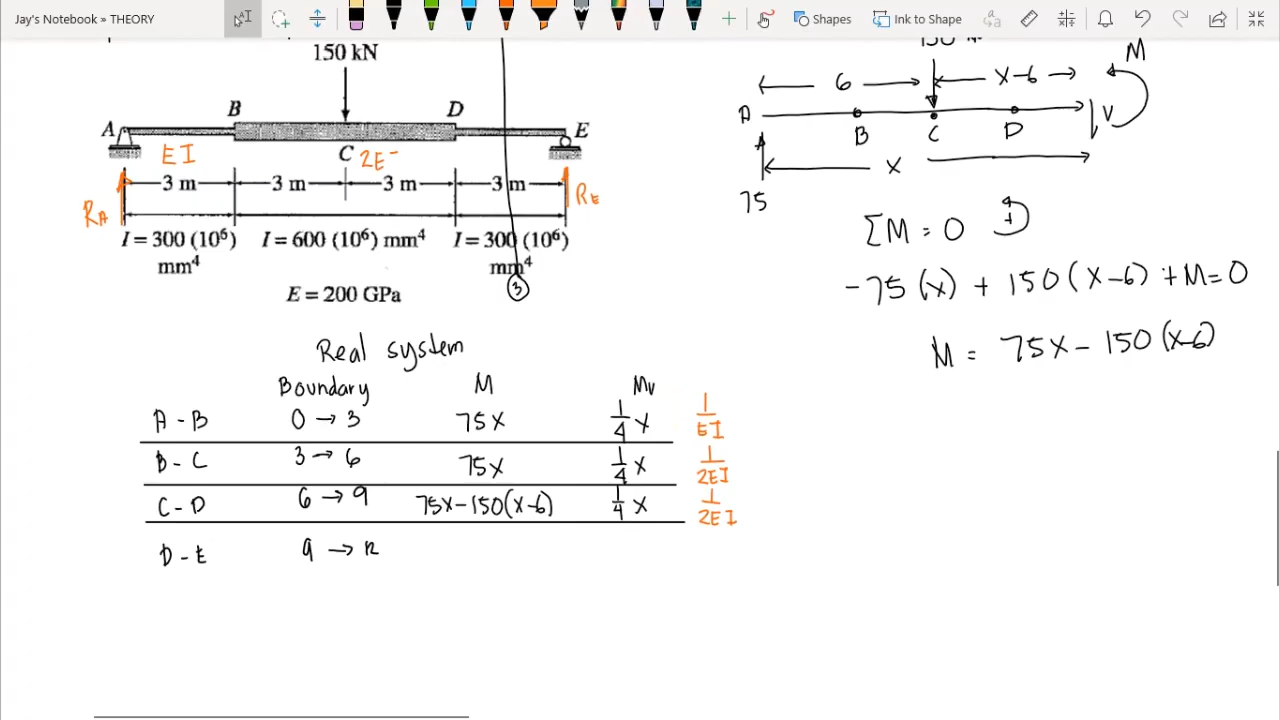 Jay's Notebook » THEORY
Shapes
Ink to Shape
150 kN
B
D
A
E
EI
C
2E
3 m
3 m
3 m
3 m
RA
RE
I = 300 (10⁶) mm⁴
I = 600 (10⁶) mm⁴
I = 300 (10⁶) mm⁴
3
E = 200 GPa
M
6
x-6
A
B
C
D
V
x
75
ΣM = 0
-75(x) + 150(x-6) + M = 0
M = 75x - 150(x-6)
Real system
Boundary M Mv
A - B 0 → 3 75x 1/4 x 1/EI
B - C 3 → 6 75x 1/4 x 1/2EI
C - D 6 → 9 75x-150(x-6) 1/4 x 1/2EI
D - E 9 → 12